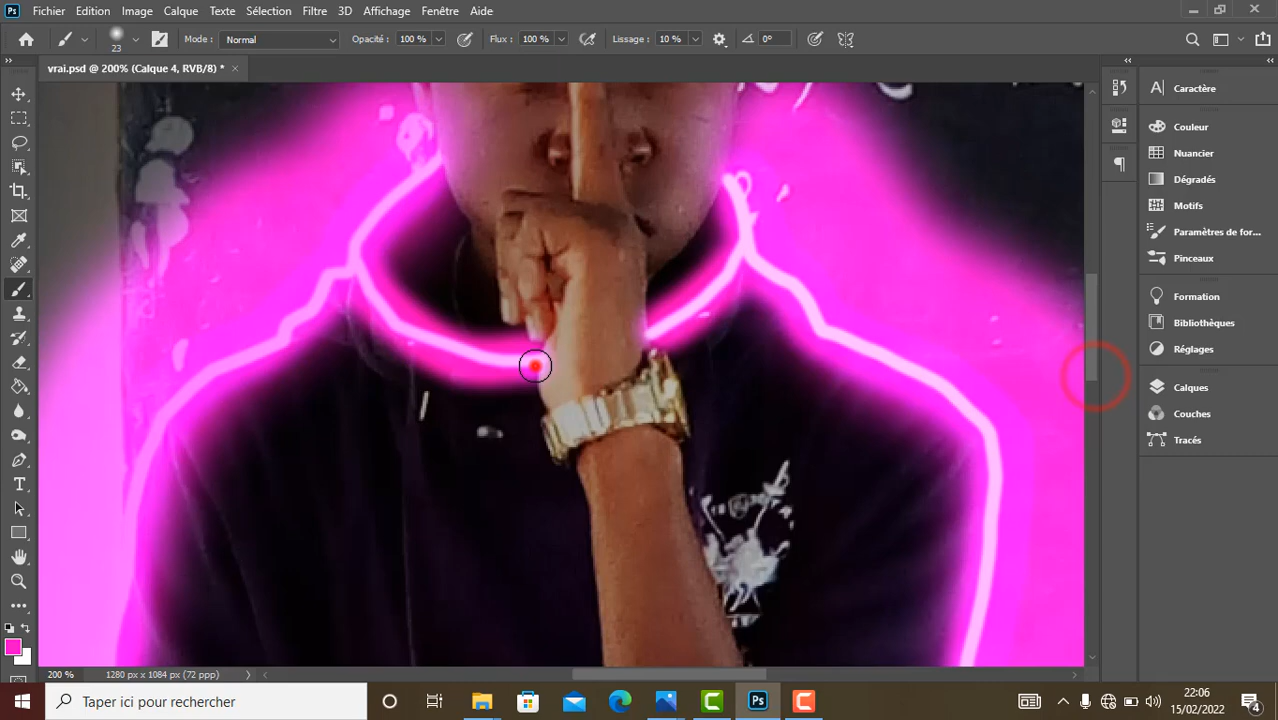 Fichier Edition Image Calque Texte Sélection Filtre 3D Affichage Fenêtre Aide
23 Mode : Normal Opacité : 100 % Flux : 100 % Lissage : 10 % 0°
vrai.psd @ 200% (Calque 4, RVB/8) *
Caractère
Couleur
Nuancier
Dégradés
Motifs
Paramètres de for...
Pinceaux
Formation
Bibliothèques
Réglages
Calques
Couches
Tracés
200 % 1280 px x 1084 px (72 ppp)
Taper ici pour rechercher
22:06
15/02/2022
4